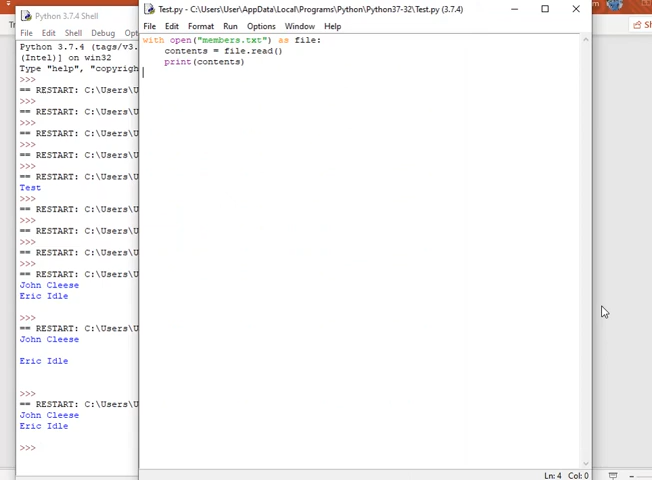 Python 3.7.4 Shell
File Edit Shell Debug
Python 3.7.4 (tags/v3.
(Intel)] on win32
Type "help", "copyrigh
>>>
== RESTART: C:\Users\U
>>>
== RESTART: C:\Users\U
>>>
== RESTART: C:\Users\U
>>>
== RESTART: C:\Users\U
>>>
== RESTART: C:\Users\U
Test
>>>
== RESTART: C:\Users\U
>>>
== RESTART: C:\Users\U
>>>
== RESTART: C:\Users\U
>>>
== RESTART: C:\Users\U
John Cleese
Eric Idle
>>>
== RESTART: C:\Users\U
John Cleese
Eric Idle
>>>
== RESTART: C:\Users\U
John Cleese
Eric Idle
>>>
Test.py - C:\Users\User\AppData\Local\Programs\Python\Python37-32\Test.py (3.7.4)
File Edit Format Run Options Window Help
with open("members.txt") as file:
    contents = file.read()
    print(contents)
Ln: 4 Col: 0